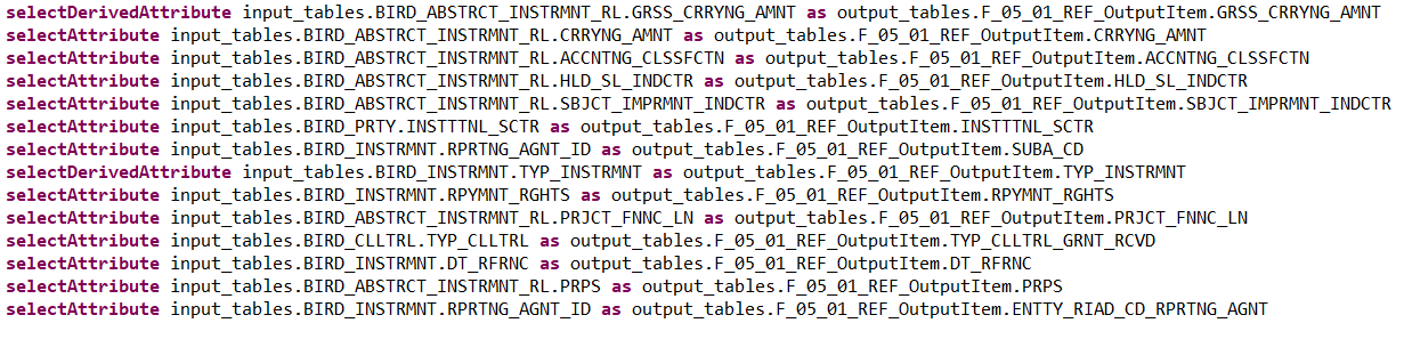 selectDerivedAttribute input_tables.BIRD_ABSTRCT_INSTRMNT_RL.GRSS_CRRYNG_AMNT as output_tables.F_05_01_REF_OutputItem.GRSS_CRRYNG_AMNT
selectAttribute input_tables.BIRD_ABSTRCT_INSTRMNT_RL.CRRYNG_AMNT as output_tables.F_05_01_REF_OutputItem.CRRYNG_AMNT
selectAttribute input_tables.BIRD_ABSTRCT_INSTRMNT_RL.ACCNTNG_CLSSFCTN as output_tables.F_05_01_REF_OutputItem.ACCNTNG_CLSSFCTN
selectAttribute input_tables.BIRD_ABSTRCT_INSTRMNT_RL.HLD_SL_INDCTR as output_tables.F_05_01_REF_OutputItem.HLD_SL_INDCTR
selectAttribute input_tables.BIRD_ABSTRCT_INSTRMNT_RL.SBJCT_IMPRMNT_INDCTR as output_tables.F_05_01_REF_OutputItem.SBJCT_IMPRMNT_INDCTR
selectAttribute input_tables.BIRD_PRTY.INSTTTNL_SCTR as output_tables.F_05_01_REF_OutputItem.INSTTTNL_SCTR
selectAttribute input_tables.BIRD_INSTRMNT.RPRTNG_AGNT_ID as output_tables.F_05_01_REF_OutputItem.SUBA_CD
selectDerivedAttribute input_tables.BIRD_INSTRMNT.TYP_INSTRMNT as output_tables.F_05_01_REF_OutputItem.TYP_INSTRMNT
selectAttribute input_tables.BIRD_INSTRMNT.RPYMNT_RGHTS as output_tables.F_05_01_REF_OutputItem.RPYMNT_RGHTS
selectAttribute input_tables.BIRD_ABSTRCT_INSTRMNT_RL.PRJCT_FNNC_LN as output_tables.F_05_01_REF_OutputItem.PRJCT_FNNC_LN
selectAttribute input_tables.BIRD_CLLTRL.TYP_CLLTRL as output_tables.F_05_01_REF_OutputItem.TYP_CLLTRL_GRNT_RCVD
selectAttribute input_tables.BIRD_INSTRMNT.DT_RFRNC as output_tables.F_05_01_REF_OutputItem.DT_RFRNC
selectAttribute input_tables.BIRD_ABSTRCT_INSTRMNT_RL.PRPS as output_tables.F_05_01_REF_OutputItem.PRPS
selectAttribute input_tables.BIRD_INSTRMNT.RPRTNG_AGNT_ID as output_tables.F_05_01_REF_OutputItem.ENTTY_RIAD_CD_RPRTNG_AGNT